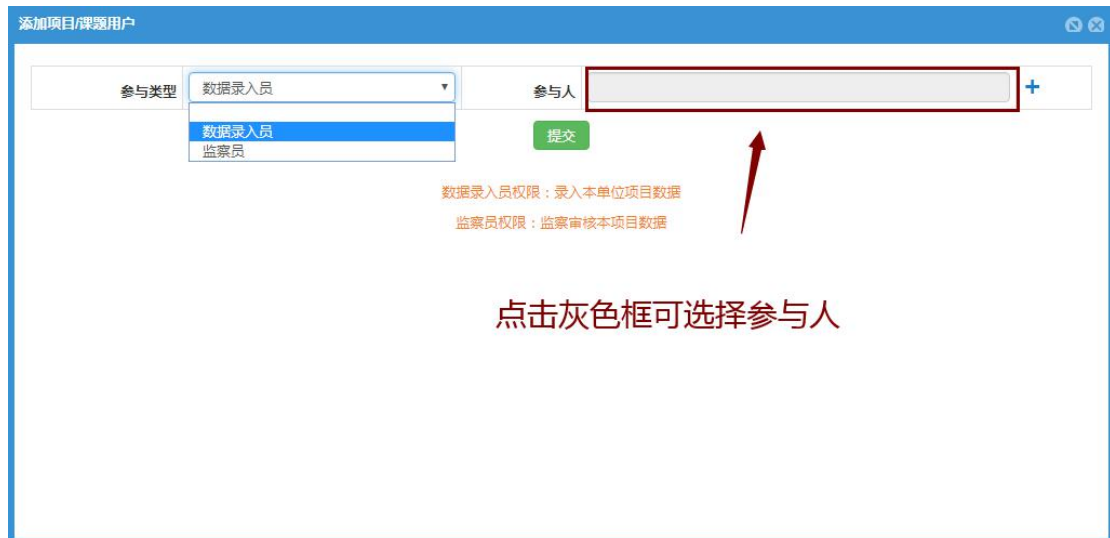 添加项目/课题用户
参与类型 数据录入员 参与人
数据录入员
监察员
提交
数据录入员权限：录入本单位项目数据
监察员权限：监察审核本项目数据
点击灰色框可选择参与人